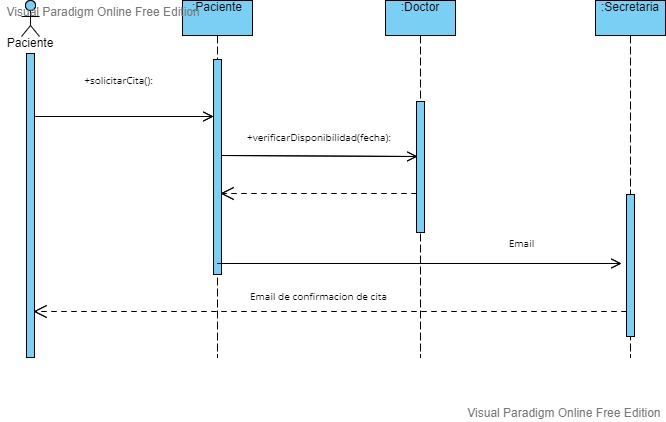 Visual Paradigm Online Free Edition
:Paciente
:Doctor
:Secretaria
Paciente
+solicitarCita():
+verificarDisponibilidad(fecha):
Email
Email de confirmacion de cita
Visual Paradigm Online Free Edition